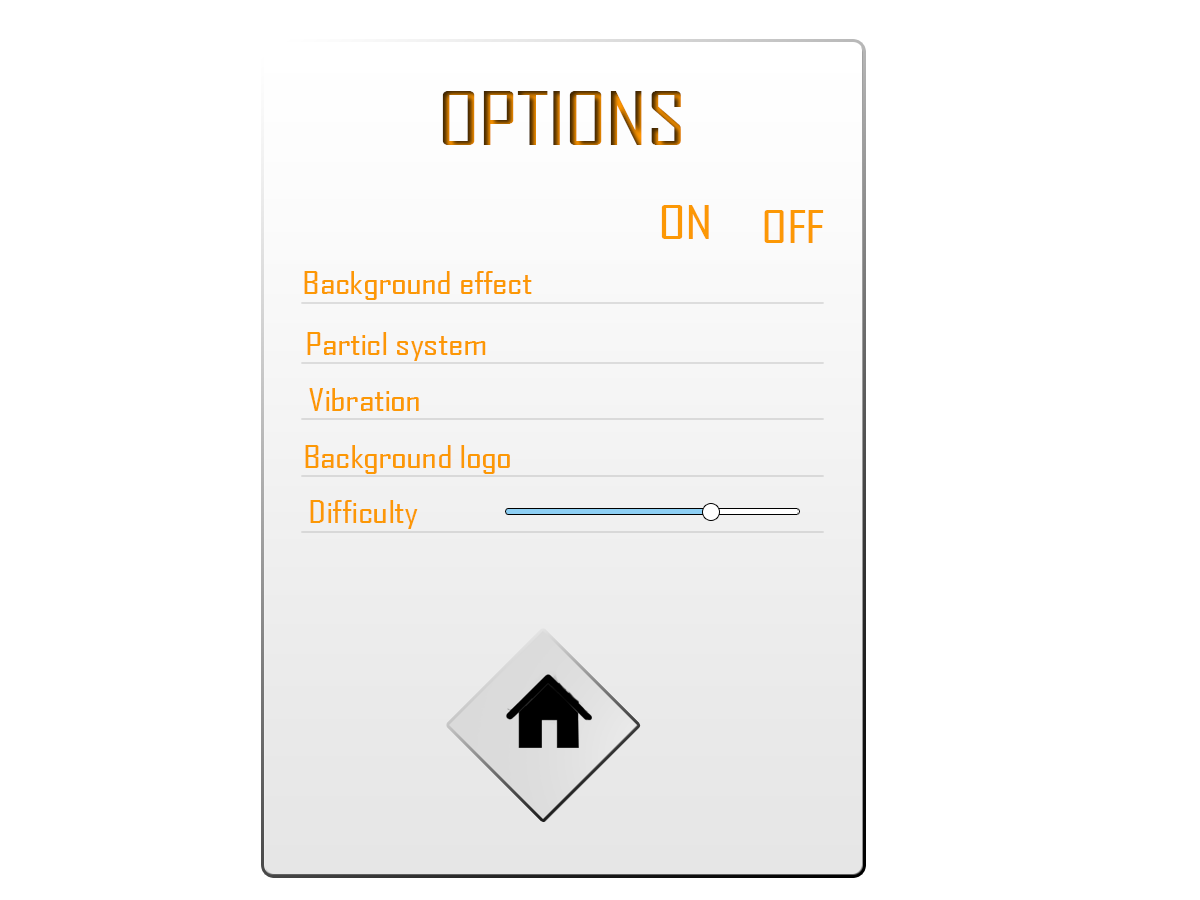 OPTIONS
ON OFF
Background effect
Particl system
Vibration
Background logo
Difficulty